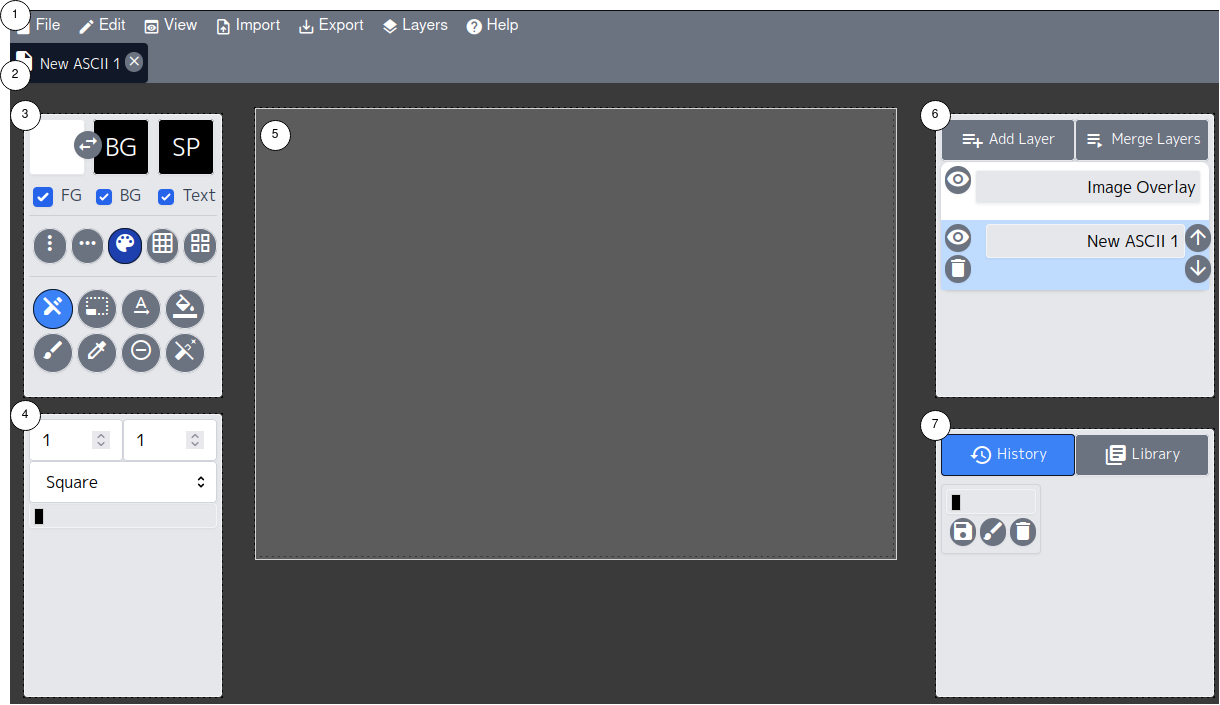 1
File Edit View Import Export Layers Help
2
New ASCII 1
3
BG SP
FG BG Text
4
1 1
Square
5
6
Add Layer Merge Layers
Image Overlay
New ASCII 1
7
History Library